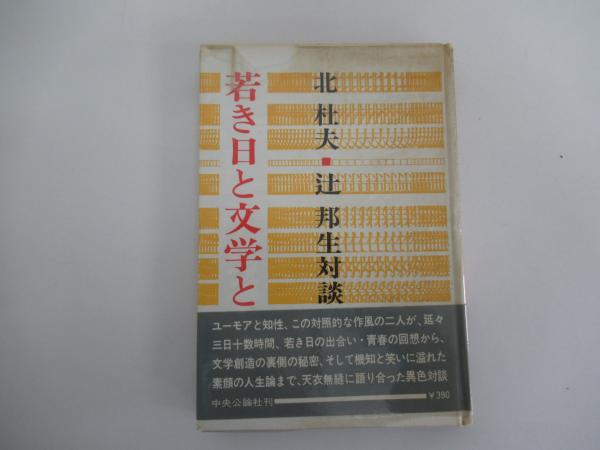 北杜夫■辻邦生対談
若き日と文学と
ユーモアと知性、この対照的な作風の二人が、延々
三日十数時間、若き日の出会い・青春の回想から、
文学創造の裏側の秘密、そして機知と笑いに溢れた
素顔の人生論まで、天衣無縫に語り合った異色対談
中央公論社刊 ¥390